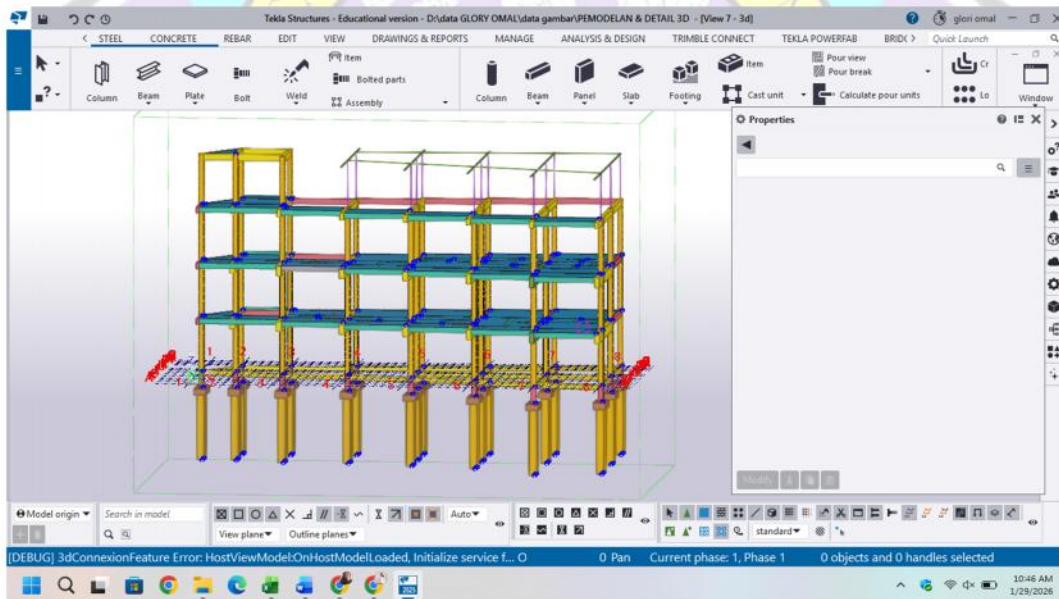 Tekla Structures - Educational version - D:\data GLORY OMAL\data gambar\PEMODELAN & DETAIL 3D - [View 7 - 3d]
glori omal
STEEL CONCRETE REBAR EDIT VIEW DRAWINGS & REPORTS MANAGE ANALYSIS & DESIGN TRIMBLE CONNECT TEKLA POWERFAB BRID Quick Launch
Item
Bolted parts
Assembly
Column Beam Plate Bolt Weld
Column Beam Panel Slab Footing
Item
Cast unit
Pour view
Pour break
Calculate pour units
Cr
Lo
Window
Properties
Modify
Model origin Search in model Auto
View plane Outline planes standard
[DEBUG] 3dConnexionFeature Error: HostViewModel:OnHostModelLoaded, Initialize service f... O 0 Pan Current phase: 1, Phase 1 0 objects and 0 handles selected
2025
10:46 AM
1/29/2026